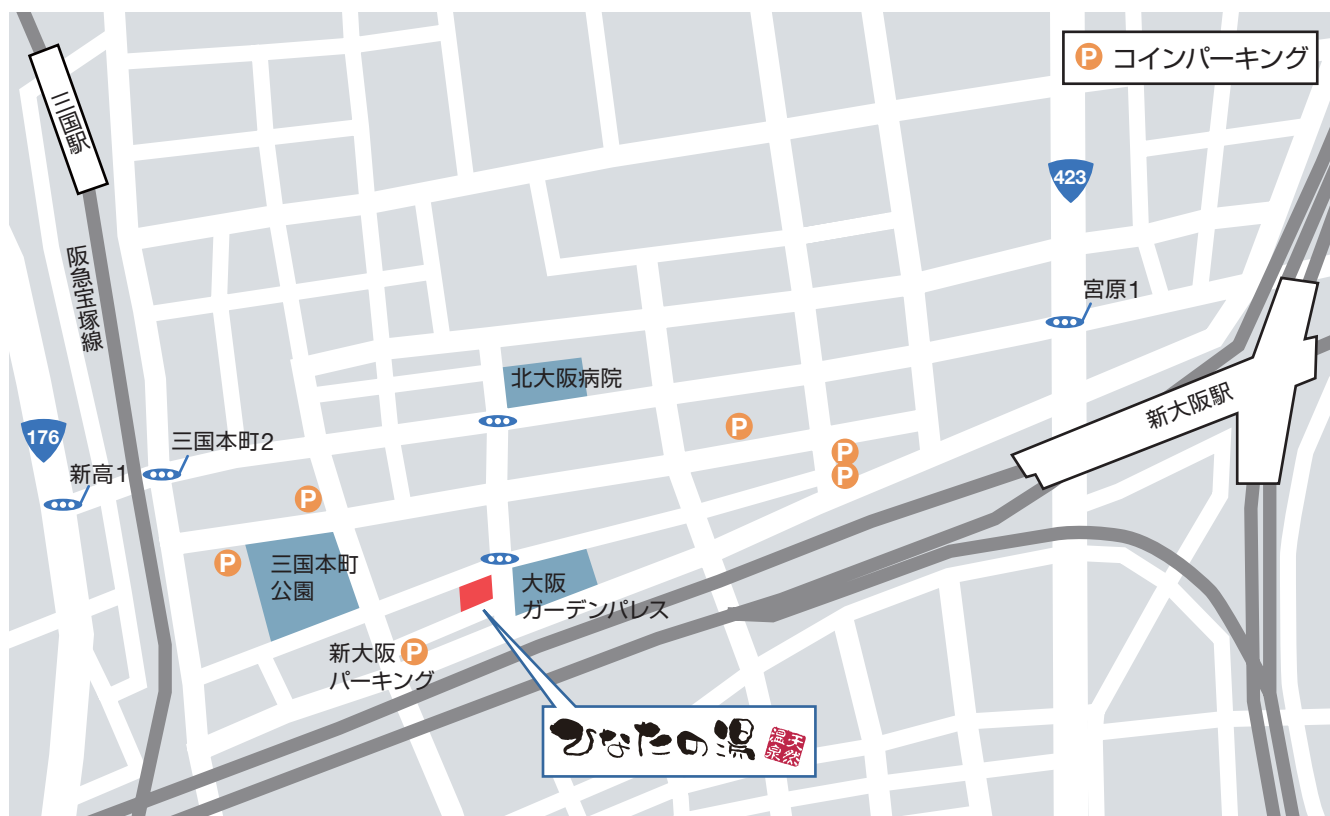 P コインパーキング
三国駅
423
阪急宝塚線
宮原1
北大阪病院
新大阪駅
176
三国本町2
P
新高1
P
P
P
P
三国本町
公園
大阪
ガーデンパレス
新大阪 P
パーキング
ひなたの湯
天然
温泉